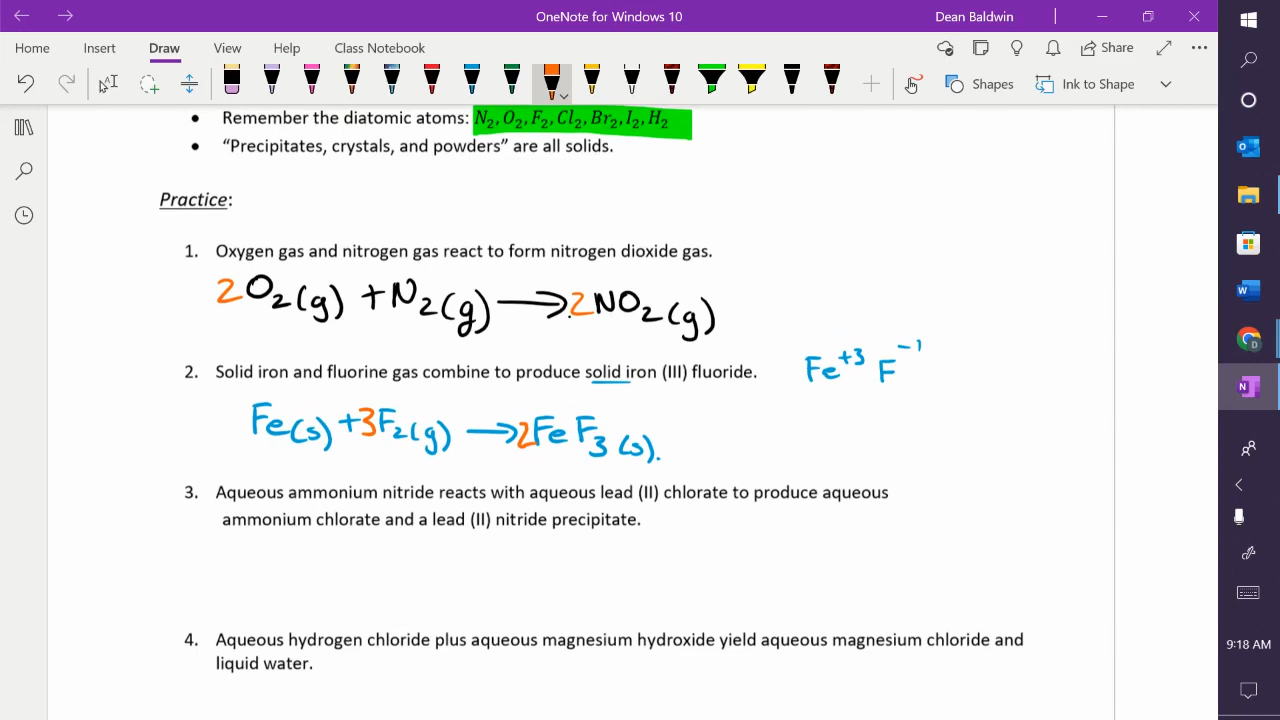 OneNote for Windows 10
Dean Baldwin
Home Insert Draw View Help Class Notebook
Share
Shapes
Ink to Shape
• Remember the diatomic atoms: N₂, O₂, F₂, Cl₂, Br₂, I₂, H₂
• “Precipitates, crystals, and powders” are all solids.
Practice:
1. Oxygen gas and nitrogen gas react to form nitrogen dioxide gas.
2O₂(g) + N₂(g) → 2NO₂(g)
2. Solid iron and fluorine gas combine to produce solid iron (III) fluoride.
Fe⁺³ F⁻¹
Fe(s) + 3F₂(g) → 2FeF₃(s).
3. Aqueous ammonium nitride reacts with aqueous lead (II) chlorate to produce aqueous
ammonium chlorate and a lead (II) nitride precipitate.
4. Aqueous hydrogen chloride plus aqueous magnesium hydroxide yield aqueous magnesium chloride and
liquid water.
9:18 AM